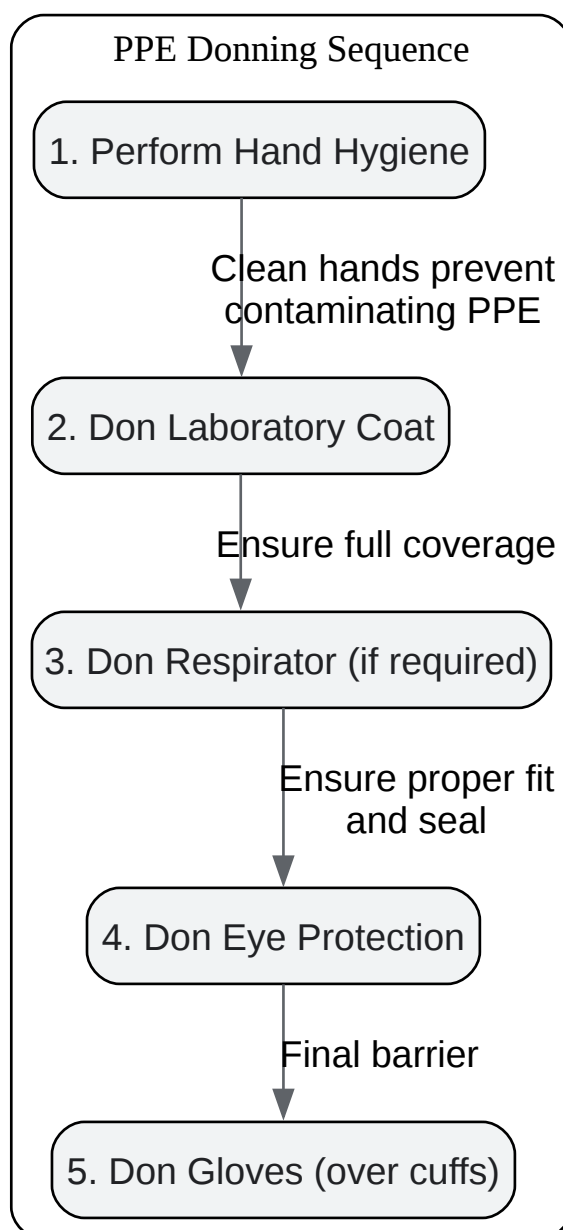 PPE Donning Sequence
1. Perform Hand Hygiene
Clean hands prevent
contaminating PPE
2. Don Laboratory Coat
Ensure full coverage
3. Don Respirator (if required)
Ensure proper fit
and seal
4. Don Eye Protection
Final barrier
5. Don Gloves (over cuffs)